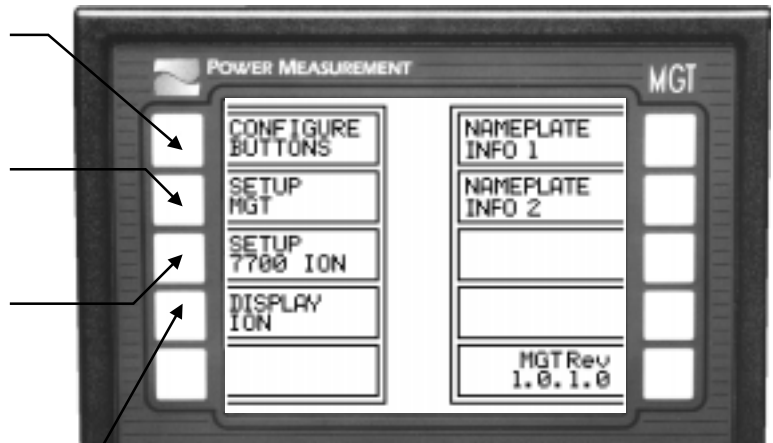 POWER MEASUREMENT
MGT
CONFIGURE
BUTTONS
SETUP
MGT
SETUP
7700 ION
DISPLAY
ION
NAMEPLATE
INFO 1
NAMEPLATE
INFO 2
MGTRev
1.0.1.0